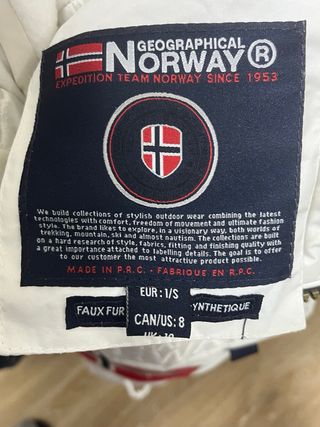 GEOGRAPHICAL
NORWAY®
EXPEDITION TEAM NORWAY SINCE 1953
We build collections of stylish outdoor wear combining the latest
technologies with comfort, freedom of movement and ultimate fashion
style. The brand likes to explore, in a visionary way, both worlds of
trekking, mountain, ski and almost nautism. The collections are built
on a hard research of style, fabrics, fitting and finishing quality with
a great importance attached to labelling details. The goal is to offer
to our customer the most attractive product possible.
MADE IN P.R.C. - FABRIQUE EN R.P.C.
EUR: 1/S
FAUX FUR
YNTHETIQUE
CAN/US: 8